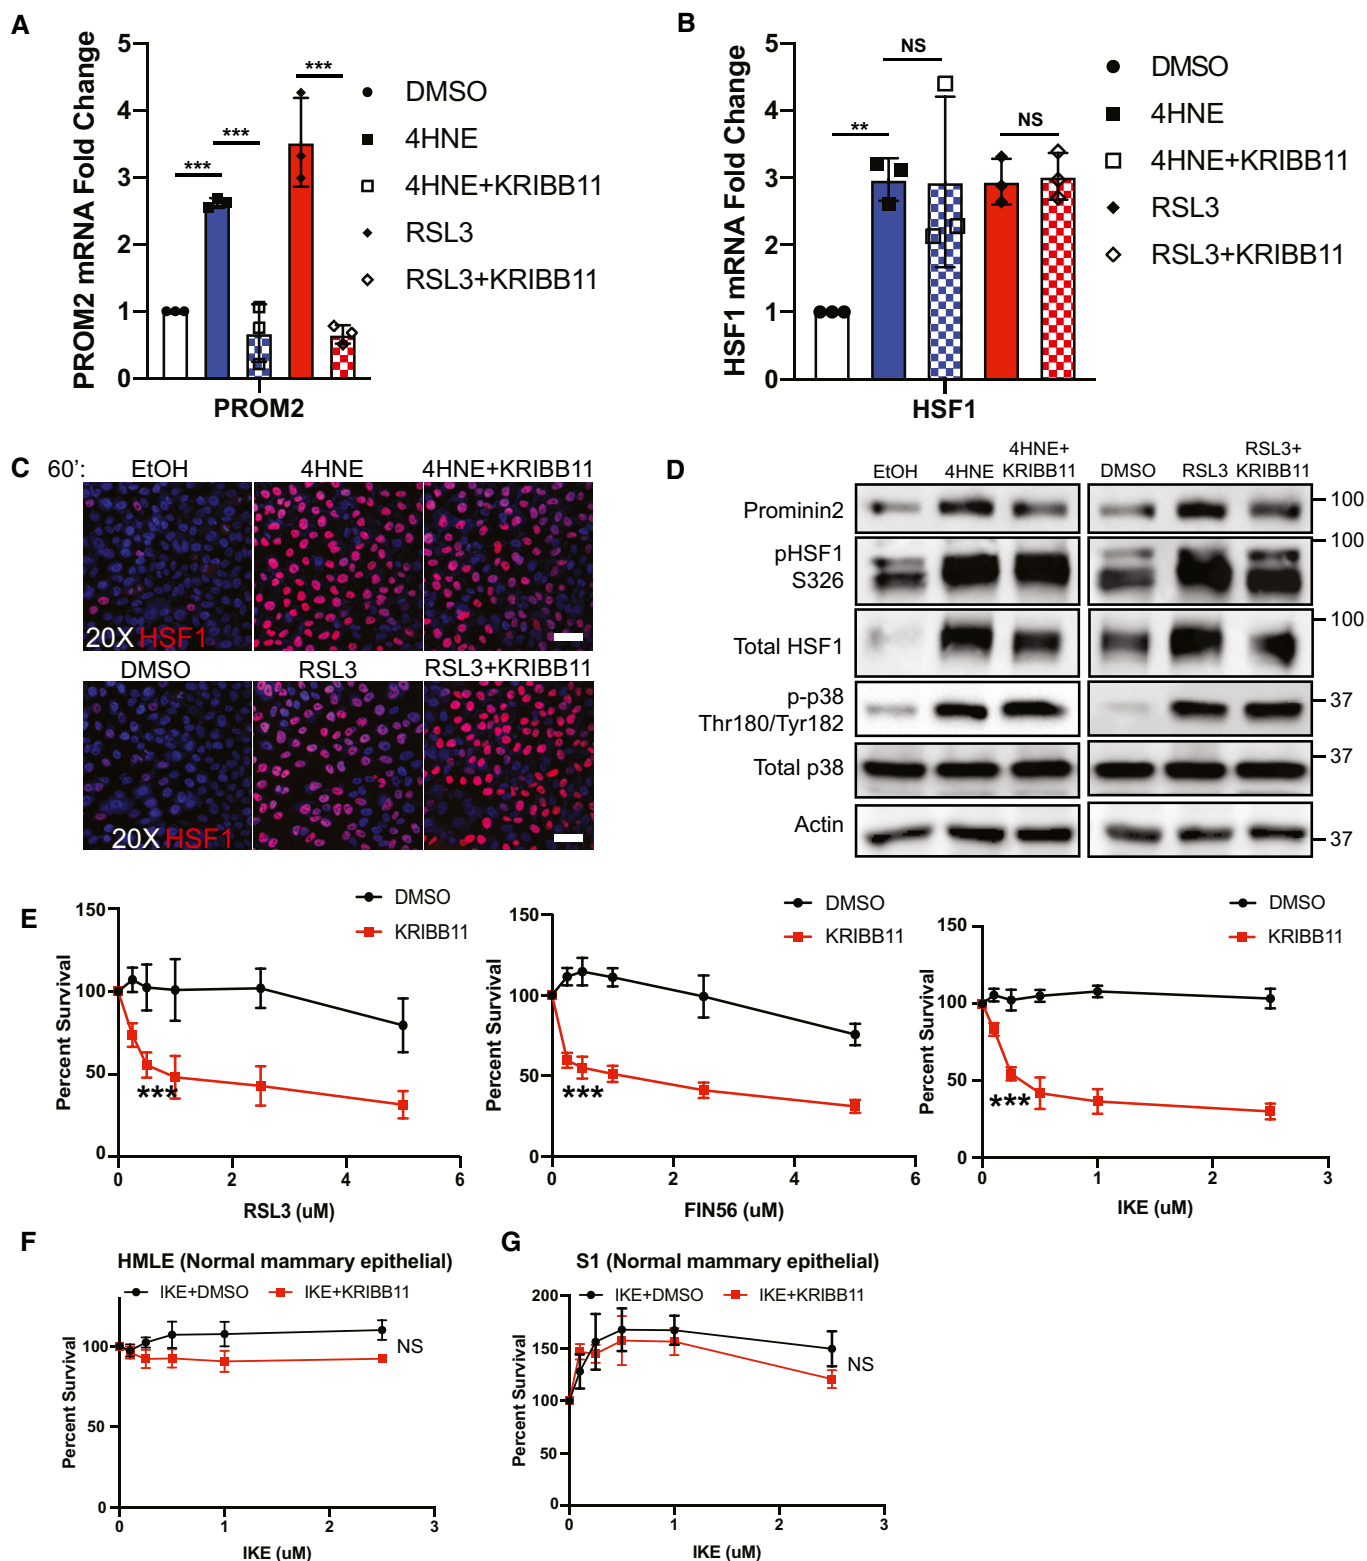 A
PROM2 mRNA Fold Change
5
4
3
2
1
0
***
***
***
PROM2
DMSO
4HNE
4HNE+KRIBB11
RSL3
RSL3+KRIBB11
B
HSF1 mRNA Fold Change
5
4
3
2
1
0
**
NS
NS
HSF1
DMSO
4HNE
4HNE+KRIBB11
RSL3
RSL3+KRIBB11
C
60':
EtOH
4HNE
4HNE+KRIBB11
20X HSF1
DMSO
RSL3
RSL3+KRIBB11
20X HSF1
D
EtOH
4HNE
4HNE+
KRIBB11
DMSO
RSL3
RSL3+
KRIBB11
Prominin2
100
pHSF1
S326
100
Total HSF1
100
p-p38
Thr180/Tyr182
37
Total p38
37
Actin
37
E
DMSO
KRIBB11
Percent Survival
150
100
50
0
***
0
2
4
6
RSL3 (uM)
DMSO
KRIBB11
Percent Survival
150
100
50
0
***
0
2
4
6
FIN56 (uM)
DMSO
KRIBB11
Percent Survival
150
100
50
0
***
0
1
2
3
IKE (uM)
F
HMLE (Normal mammary epithelial)
IKE+DMSO
IKE+KRIBB11
Percent Survival
100
50
0
NS
0
1
2
3
IKE (uM)
G
S1 (Normal mammary epithelial)
IKE+DMSO
IKE+KRIBB11
Percent Survival
200
150
100
50
0
NS
0
1
2
3
IKE (uM)